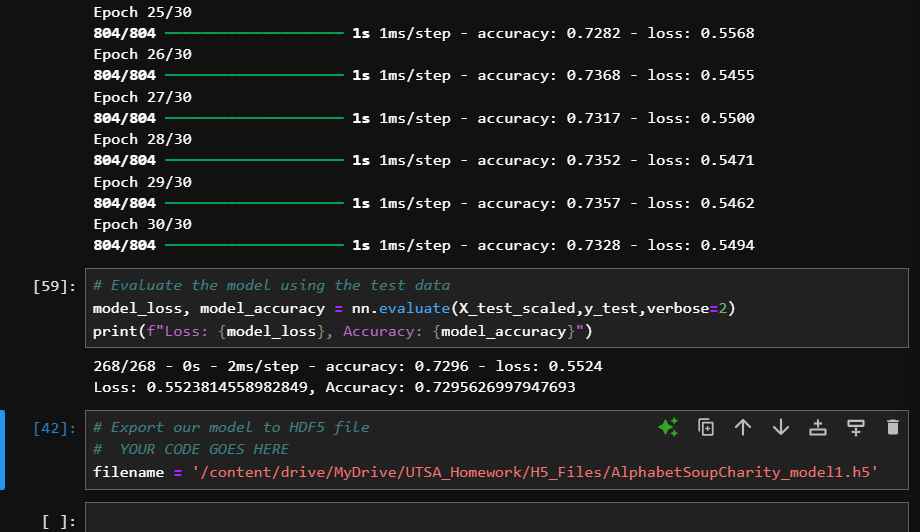 Epoch 25/30
804/804 ━━━━━━━━━━━━━━━━━━━━ 1s 1ms/step - accuracy: 0.7282 - loss: 0.5568
Epoch 26/30
804/804 ━━━━━━━━━━━━━━━━━━━━ 1s 1ms/step - accuracy: 0.7368 - loss: 0.5455
Epoch 27/30
804/804 ━━━━━━━━━━━━━━━━━━━━ 1s 1ms/step - accuracy: 0.7317 - loss: 0.5500
Epoch 28/30
804/804 ━━━━━━━━━━━━━━━━━━━━ 1s 1ms/step - accuracy: 0.7352 - loss: 0.5471
Epoch 29/30
804/804 ━━━━━━━━━━━━━━━━━━━━ 1s 1ms/step - accuracy: 0.7357 - loss: 0.5462
Epoch 30/30
804/804 ━━━━━━━━━━━━━━━━━━━━ 1s 1ms/step - accuracy: 0.7328 - loss: 0.5494
[59]: # Evaluate the model using the test data
model_loss, model_accuracy = nn.evaluate(X_test_scaled,y_test,verbose=2)
print(f"Loss: {model_loss}, Accuracy: {model_accuracy}")
268/268 - 0s - 2ms/step - accuracy: 0.7296 - loss: 0.5524
Loss: 0.5523814558982849, Accuracy: 0.7295626997947693
[42]: # Export our model to HDF5 file
#  YOUR CODE GOES HERE
filename = '/content/drive/MyDrive/UTSA_Homework/H5_Files/AlphabetSoupCharity_model1.h5'
[ ]: